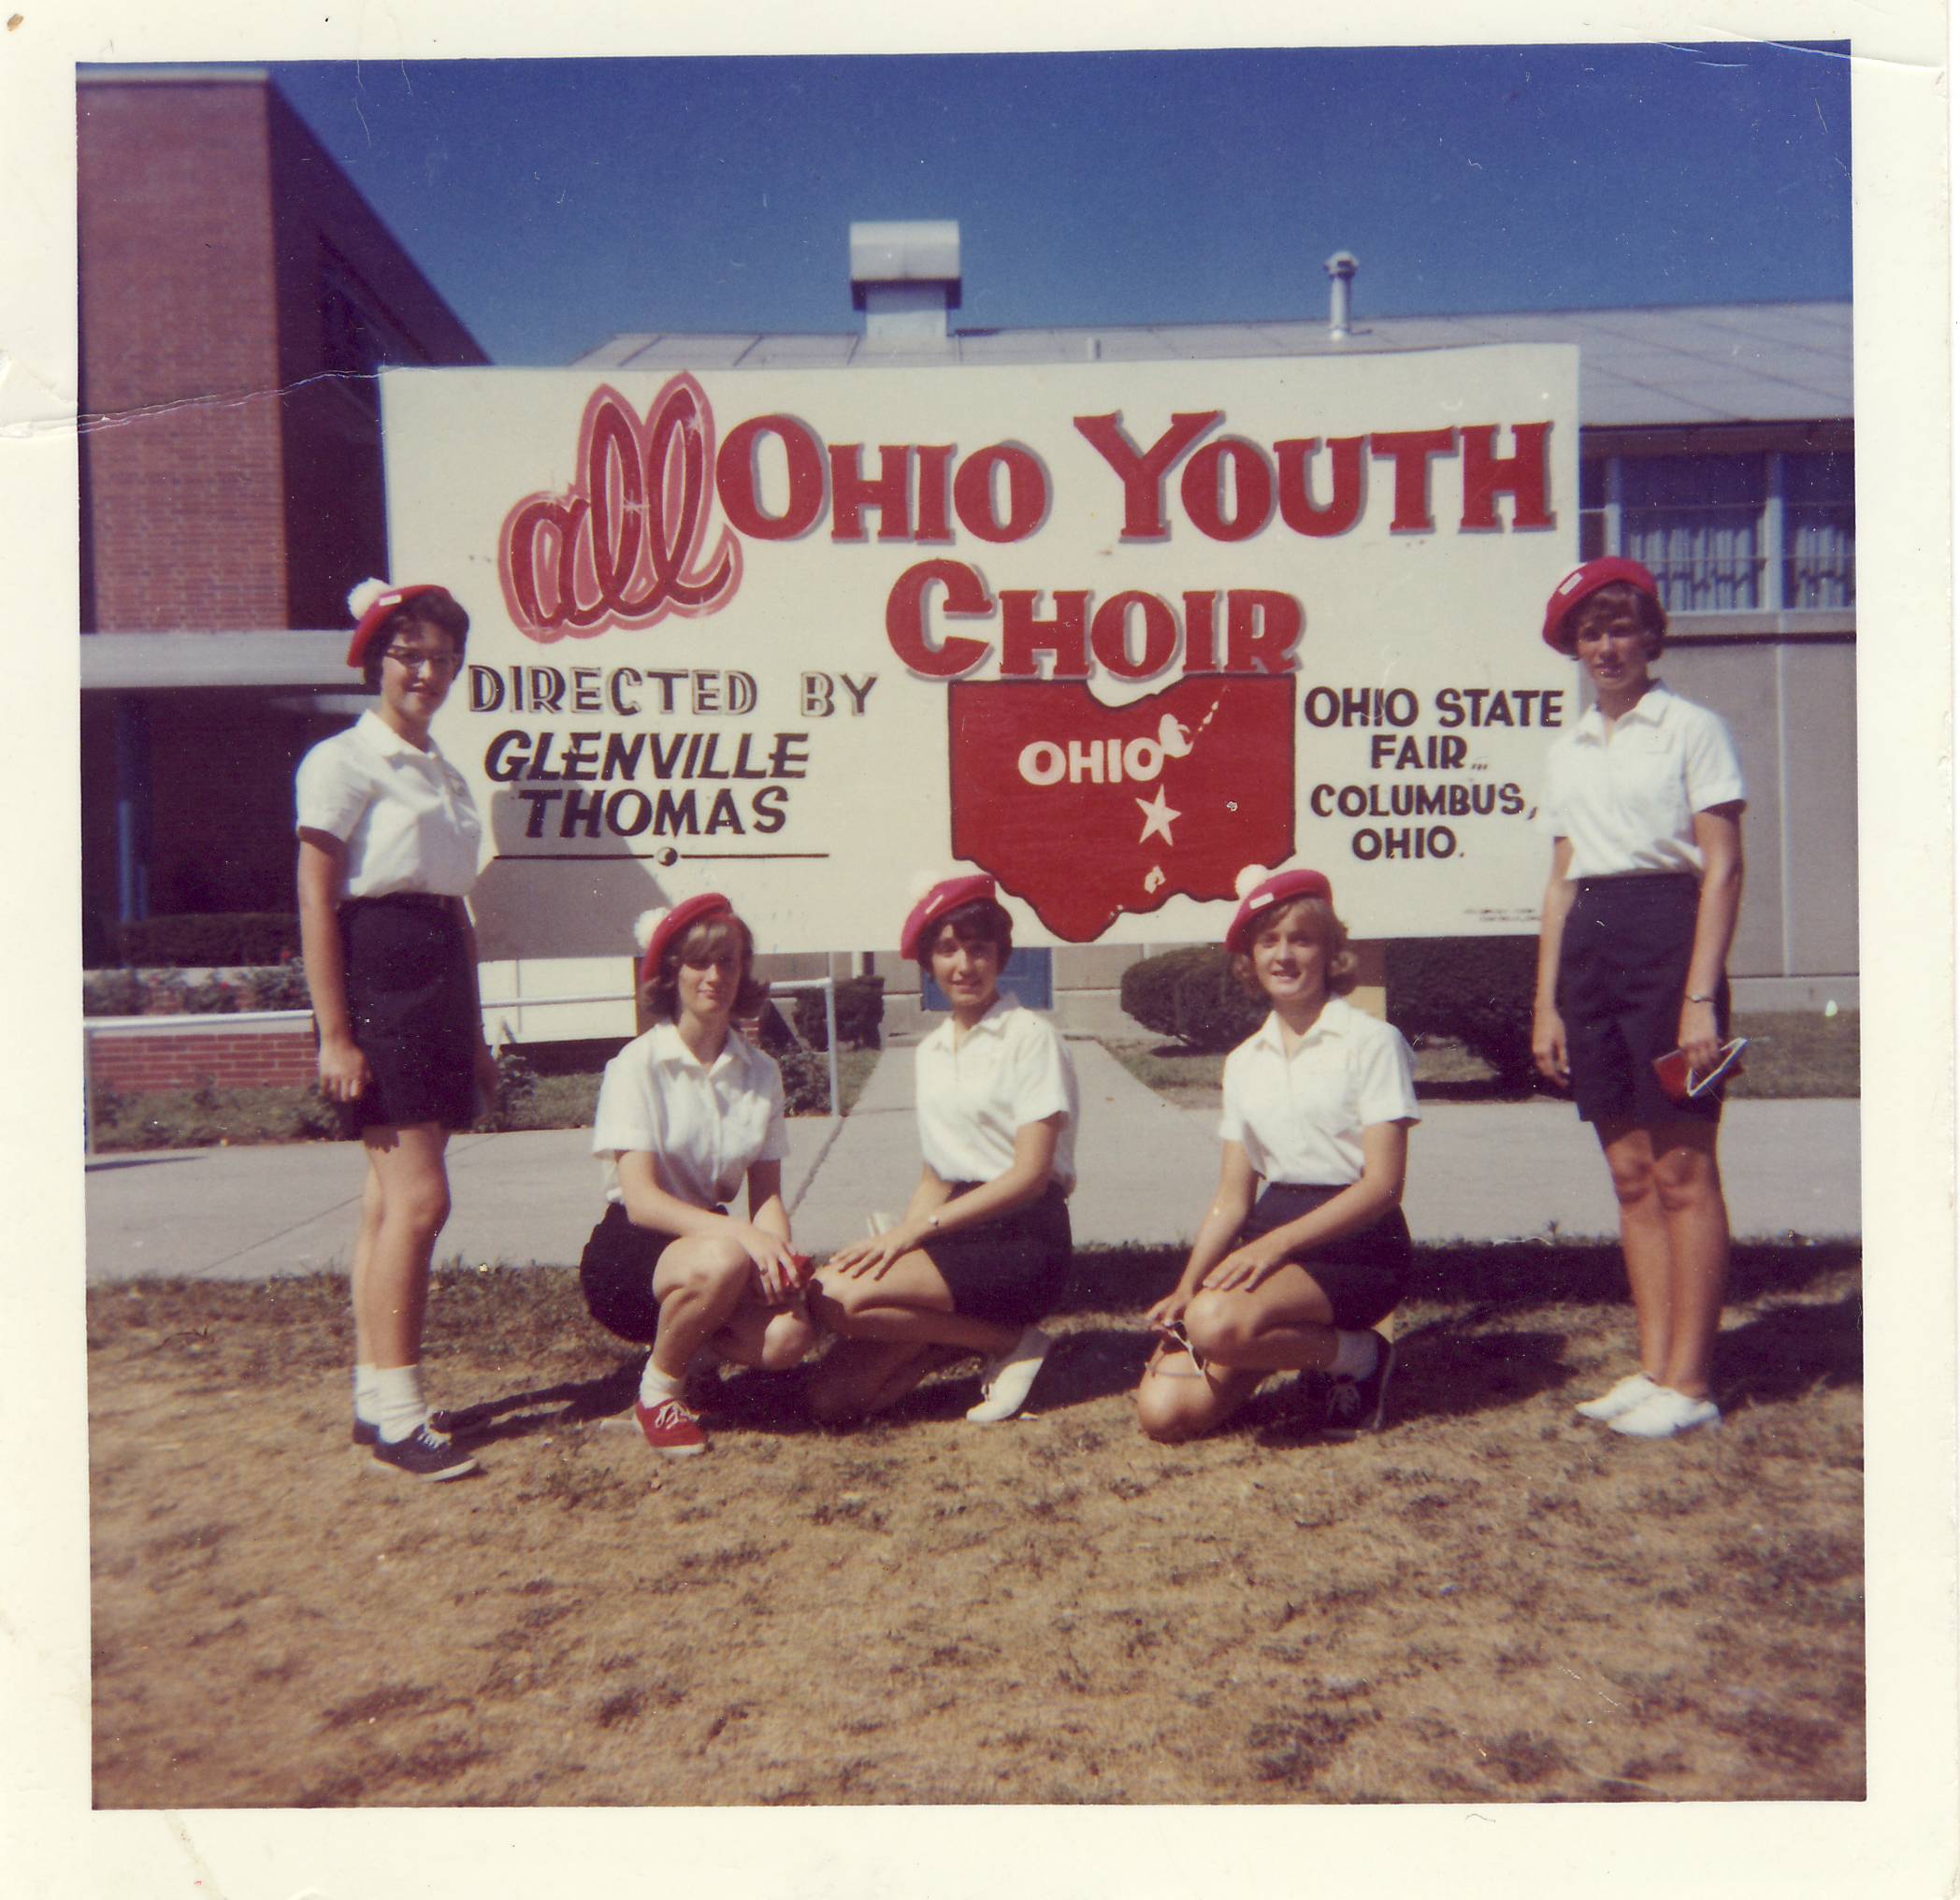 all OHIO YOUTH
CHOIR
DIRECTED BY
GLENVILLE
THOMAS
OHIO
OHIO STATE
FAIR...
COLUMBUS,
OHIO.